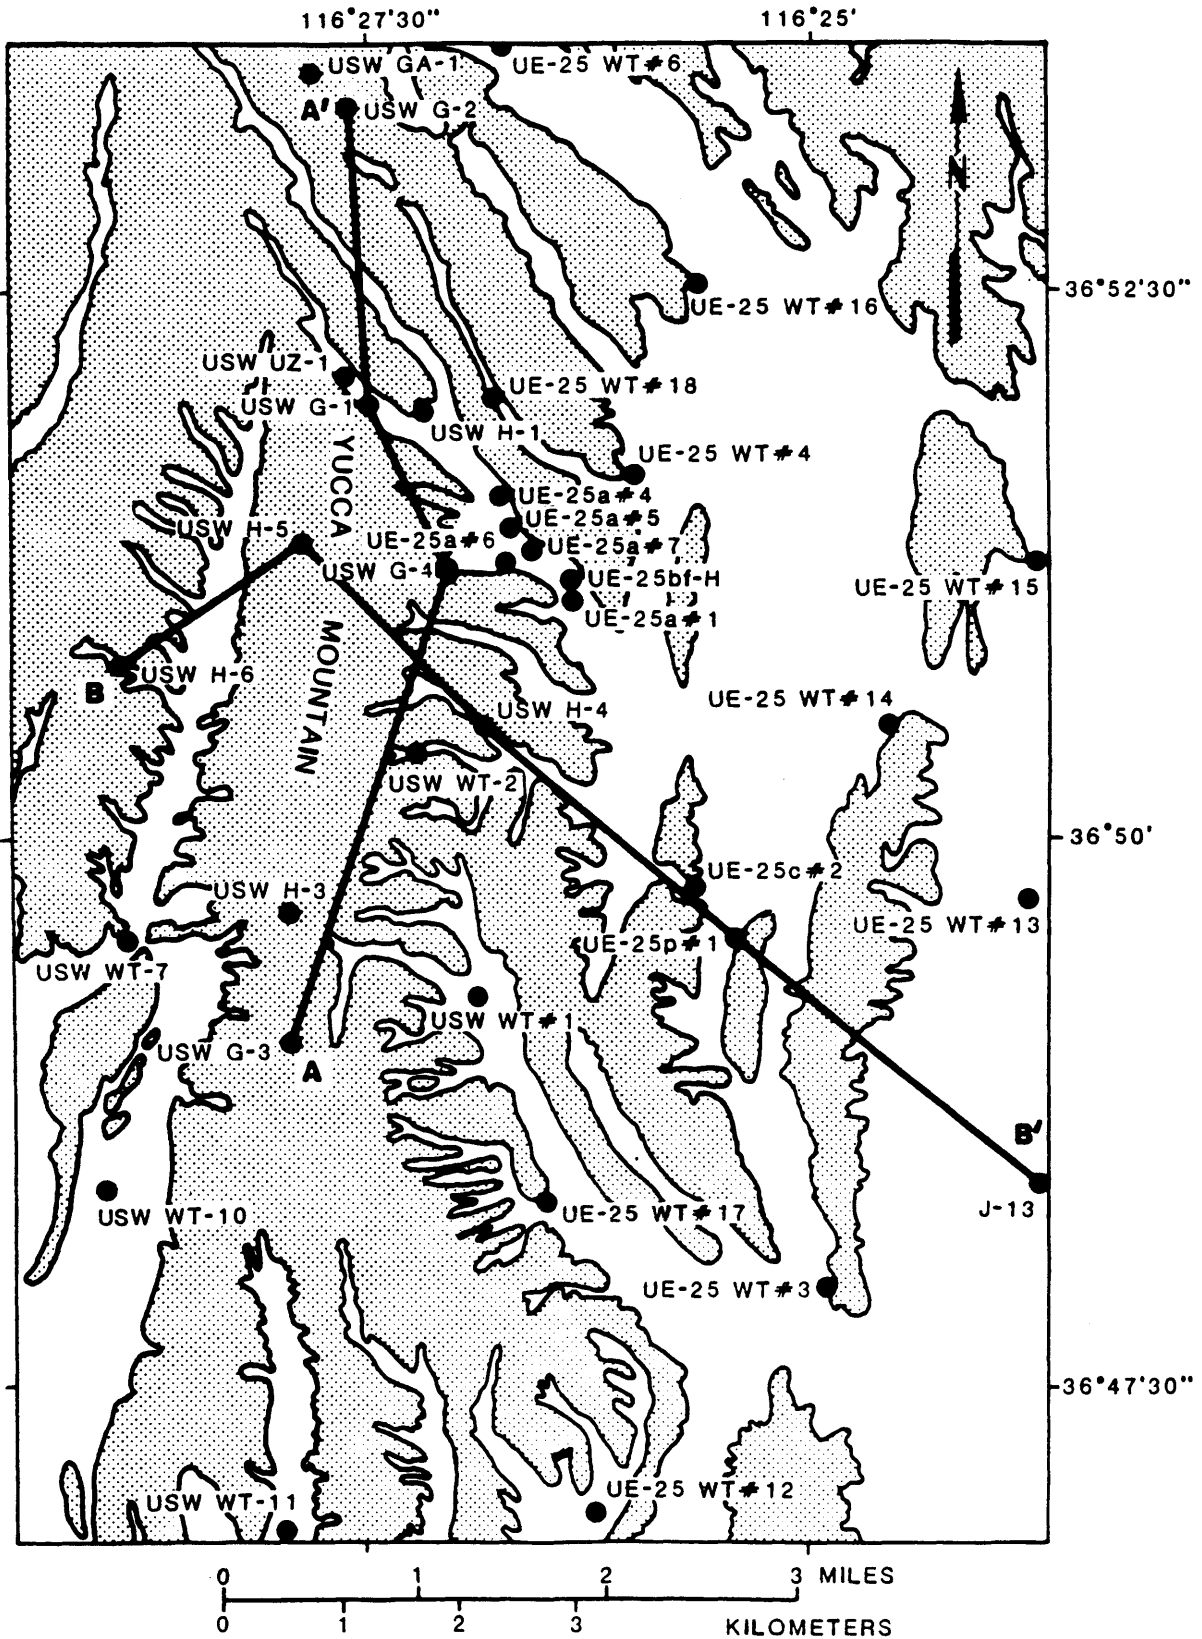 116°27'30"
116°25'
USW GA-1
UE-25 WT#6
A'
USW G-2
N
36°52'30"
UE-25 WT#16
USW UZ-1
UE-25 WT#18
USW G-1
USW H-1
YUCCA
UE-25 WT#4
UE-25a#4
UE-25a#5
USW H-5
UE-25a#6
UE-25a#7
USW G-4
UE-25bf-H
UE-25 WT#15
UE-25a#1
MOUNTAIN
USW H-6
B
UE-25 WT#14
USW H-4
USW WT-2
36°50'
UE-25c#2
USW H-3
UE-25 WT#13
UE-25p#1
USW WT-7
USW WT#1
USW G-3
A
B'
J-13
USW WT-10
UE-25 WT#17
UE-25 WT#3
36°47'30"
UE-25 WT#12
USW WT-11
0 1 2 3 MILES
0 1 2 3 KILOMETERS